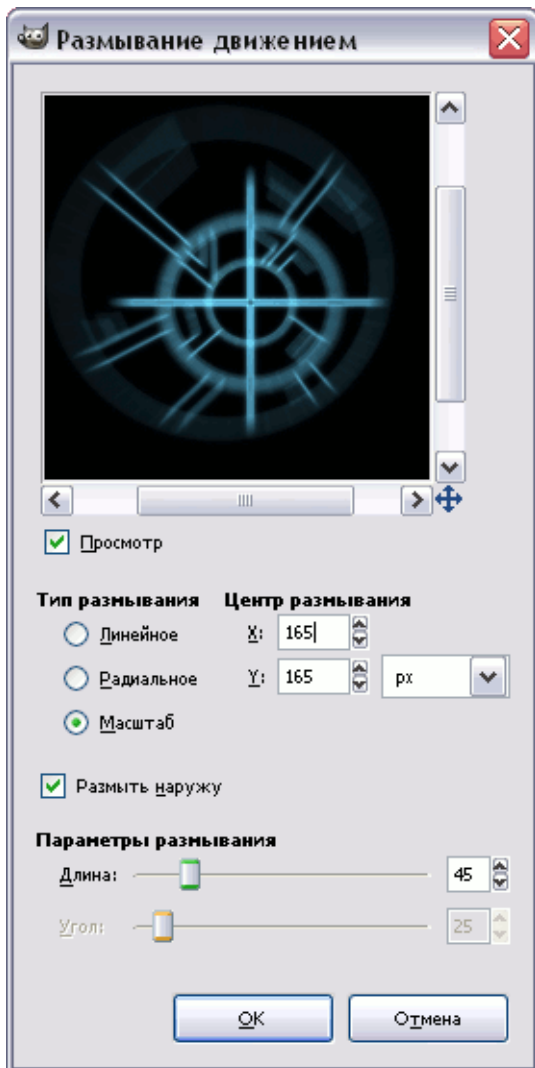 Размывание движением
Просмотр
Тип размывания Центр размывания
Линейное X: 165
Радиальное Y: 165 px
Масштаб
Размыть наружу
Параметры размывания
Длина: 45
Угол: 25
OK Отмена